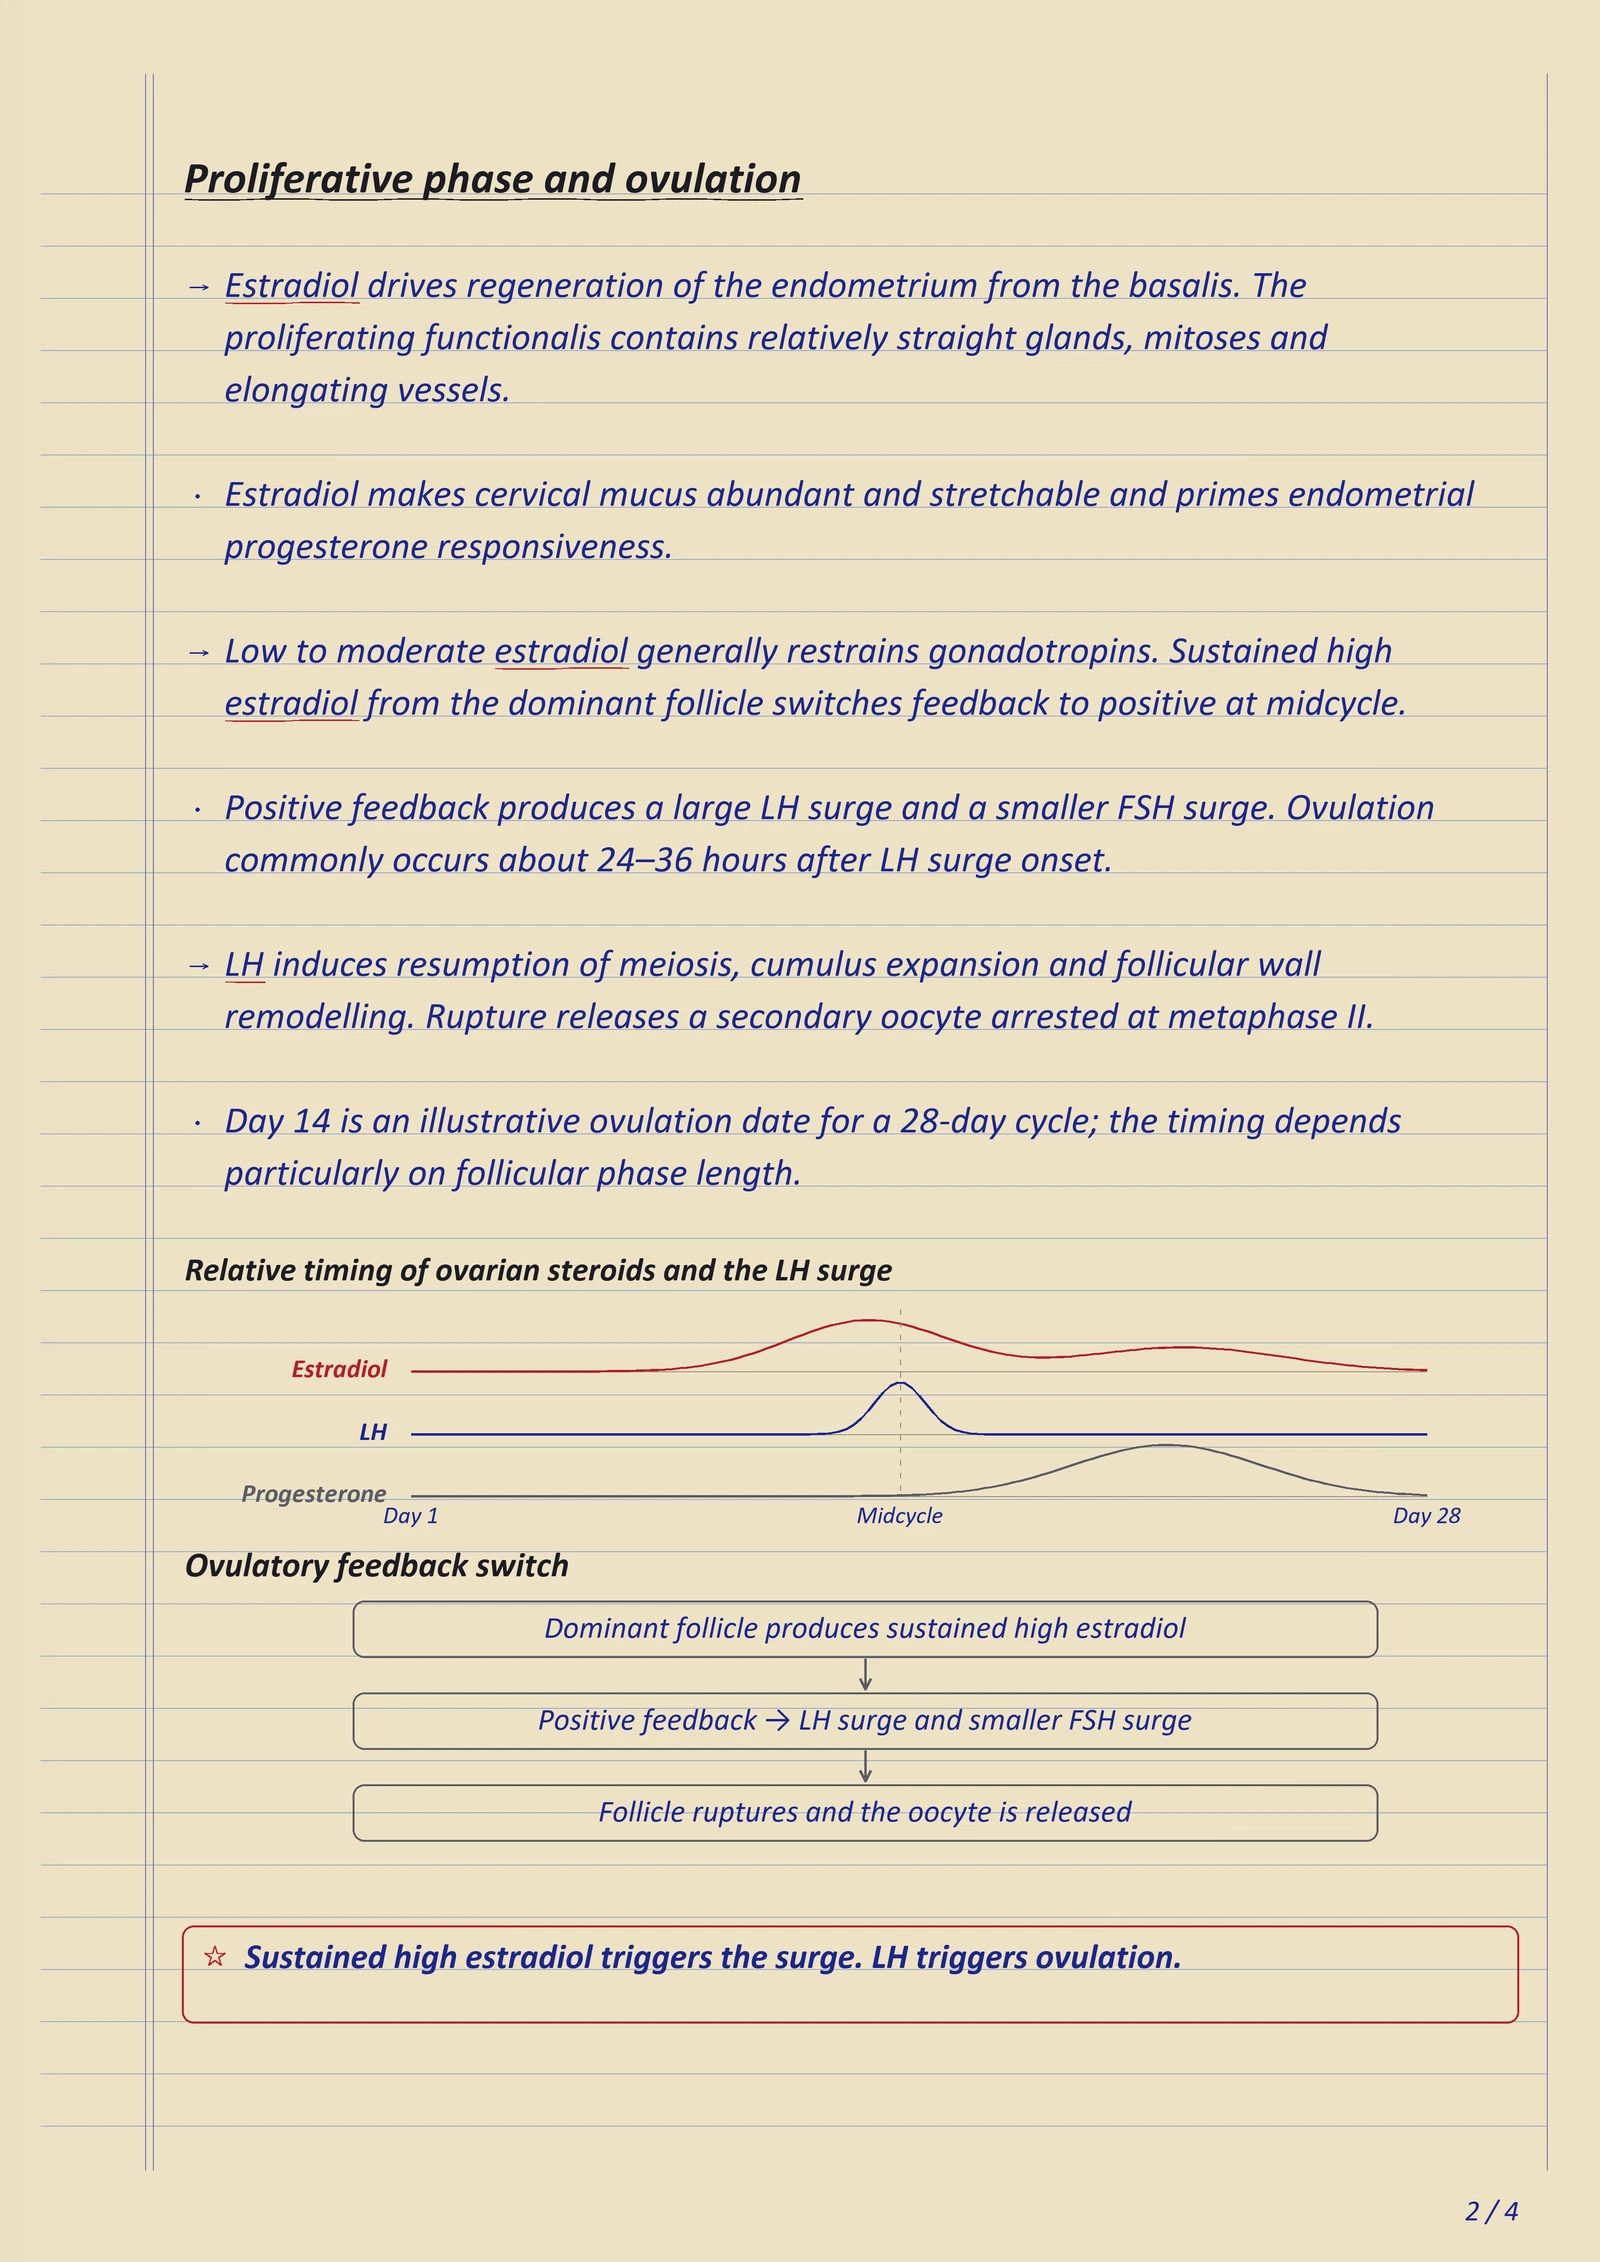 Proliferative phase and ovulation
→ Estradiol drives regeneration of the endometrium from the basalis. The
proliferating functionalis contains relatively straight glands, mitoses and
elongating vessels.
· Estradiol makes cervical mucus abundant and stretchable and primes endometrial
progesterone responsiveness.
→ Low to moderate estradiol generally restrains gonadotropins. Sustained high
estradiol from the dominant follicle switches feedback to positive at midcycle.
· Positive feedback produces a large LH surge and a smaller FSH surge. Ovulation
commonly occurs about 24–36 hours after LH surge onset.
→ LH induces resumption of meiosis, cumulus expansion and follicular wall
remodelling. Rupture releases a secondary oocyte arrested at metaphase II.
· Day 14 is an illustrative ovulation date for a 28-day cycle; the timing depends
particularly on follicular phase length.
Relative timing of ovarian steroids and the LH surge
Estradiol
LH
Progesterone
Day 1 Midcycle Day 28
Ovulatory feedback switch
Dominant follicle produces sustained high estradiol
Positive feedback → LH surge and smaller FSH surge
Follicle ruptures and the oocyte is released
☆ Sustained high estradiol triggers the surge. LH triggers ovulation.
2 / 4